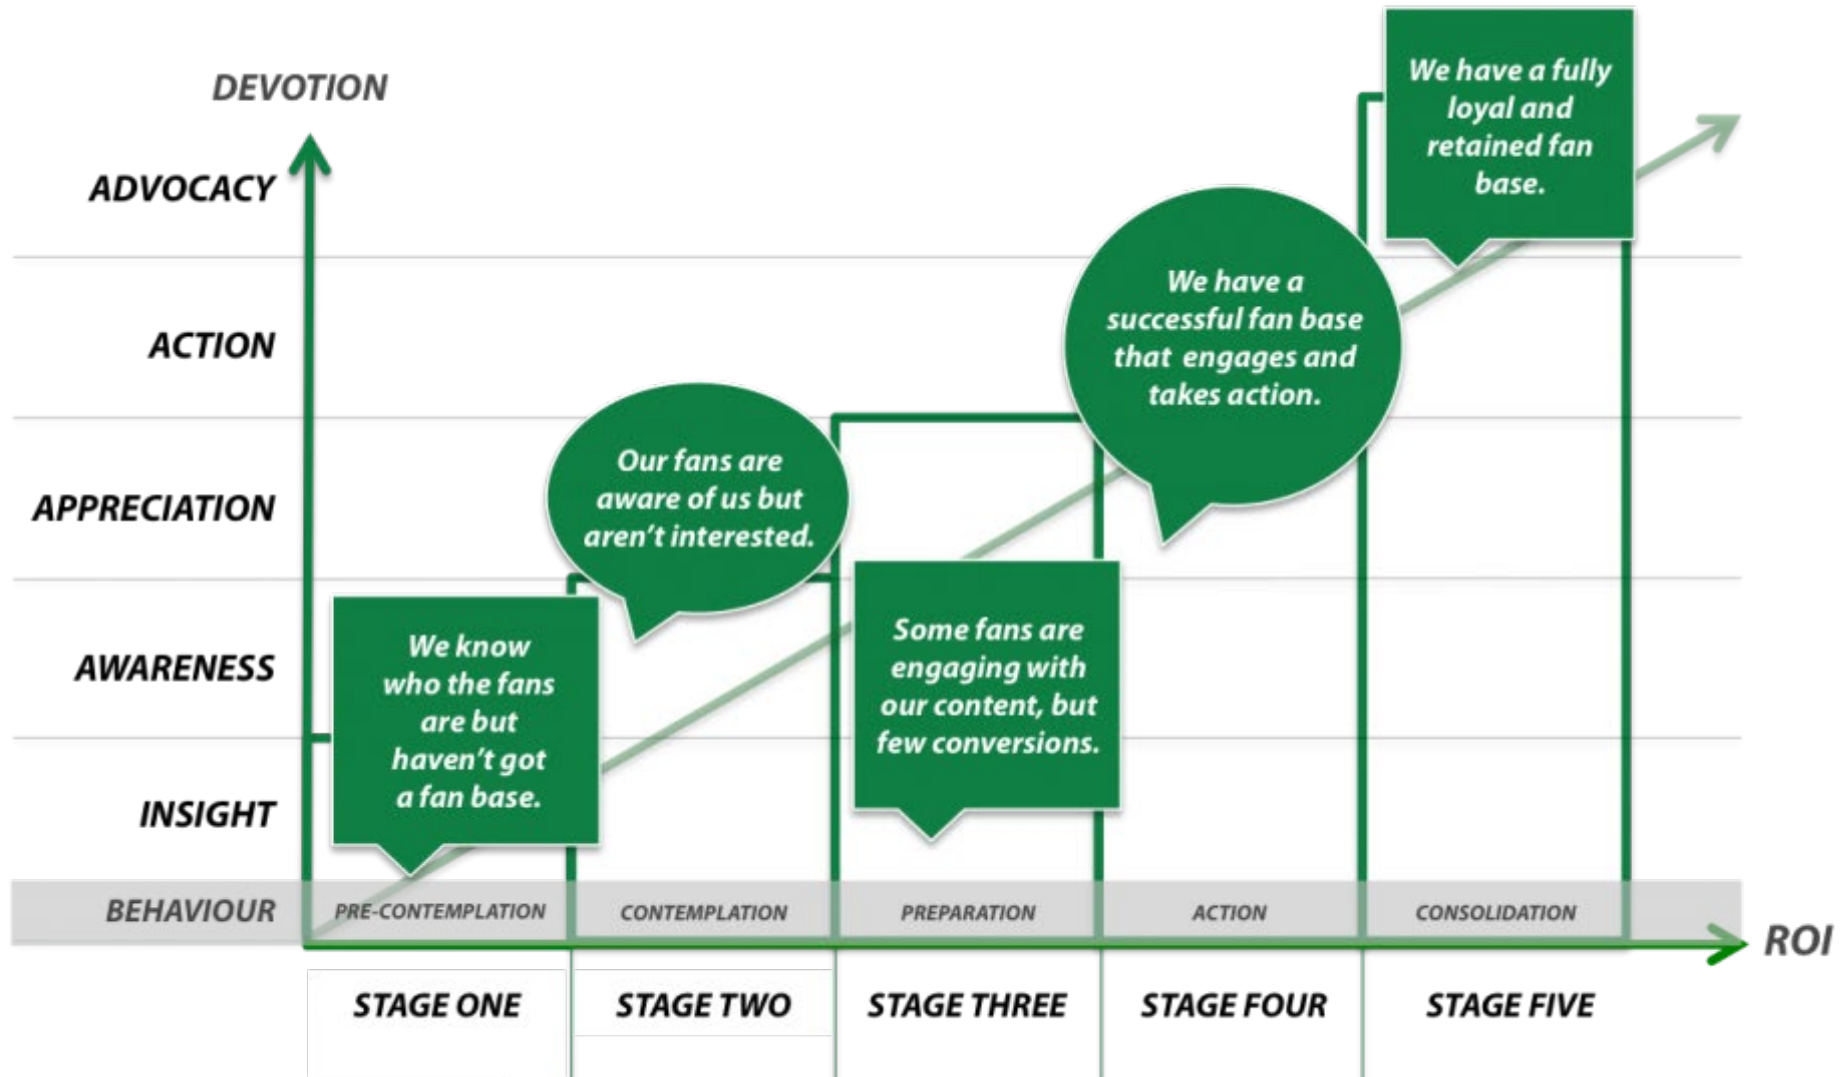 DEVOTION
ADVOCACY
ACTION
APPRECIATION
AWARENESS
INSIGHT
We have a fully
loyal and
retained fan
base.
We have a
successful fan base
that engages and
takes action.
Our fans are
aware of us but
aren't interested.
Some fans are
engaging with
our content, but
few conversions.
We know
who the fans
are but
haven't got
a fan base.
BEHAVIOUR
PRE-CONTEMPLATION
CONTEMPLATION
PREPARATION
ACTION
CONSOLIDATION
ROI
STAGE ONE
STAGE TWO
STAGE THREE
STAGE FOUR
STAGE FIVE